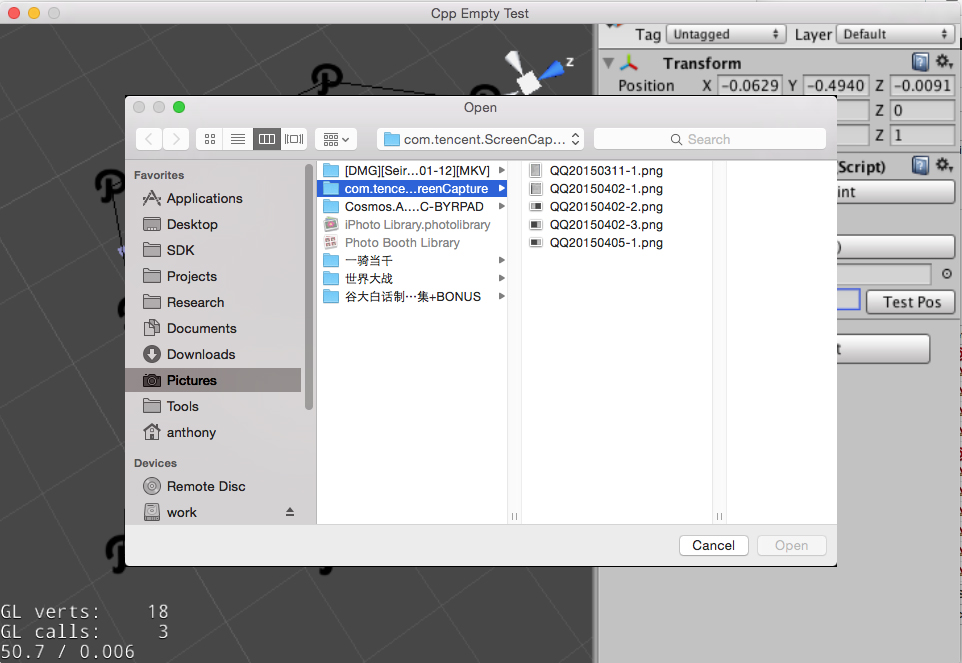 Cpp Empty Test
Tag Untagged Layer Default
Transform
Position X -0.0629 Y -0.4940 Z -0.0091
Z 0
Z 1
Script)
int
)
Test Pos
t
z
Open
com.tencent.ScreenCap...
Search
Favorites
Applications
Desktop
SDK
Projects
Research
Documents
Downloads
Pictures
Tools
anthony
Devices
Remote Disc
work
[DMG][Seir...01-12][MKV]
com.tence...reenCapture
Cosmos.A....C-BYRPAD
iPhoto Library.photolibrary
Photo Booth Library
一骑当千
世界大战
谷大白话制⋯集+BONUS
QQ20150311-1.png
QQ20150402-1.png
QQ20150402-2.png
QQ20150402-3.png
QQ20150405-1.png
Cancel
Open
GL verts: 18
GL calls: 3
50.7 / 0.006